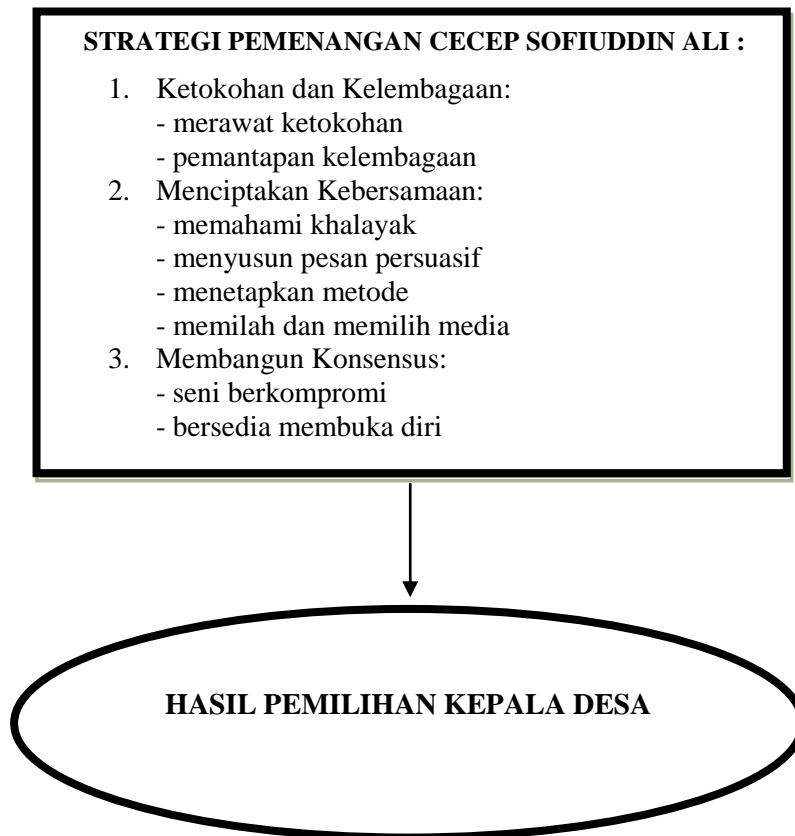 STRATEGI PEMENANGAN CECEP SOFIUDDIN ALI :
1. Ketokohan dan Kelembagaan:
- merawat ketokohan
- pemantapan kelembagaan
2. Menciptakan Kebersamaan:
- memahami khalayak
- menyusun pesan persuasif
- menetapkan metode
- memilah dan memilih media
3. Membangun Konsensus:
- seni berkompromi
- bersedia membuka diri
HASIL PEMILIHAN KEPALA DESA